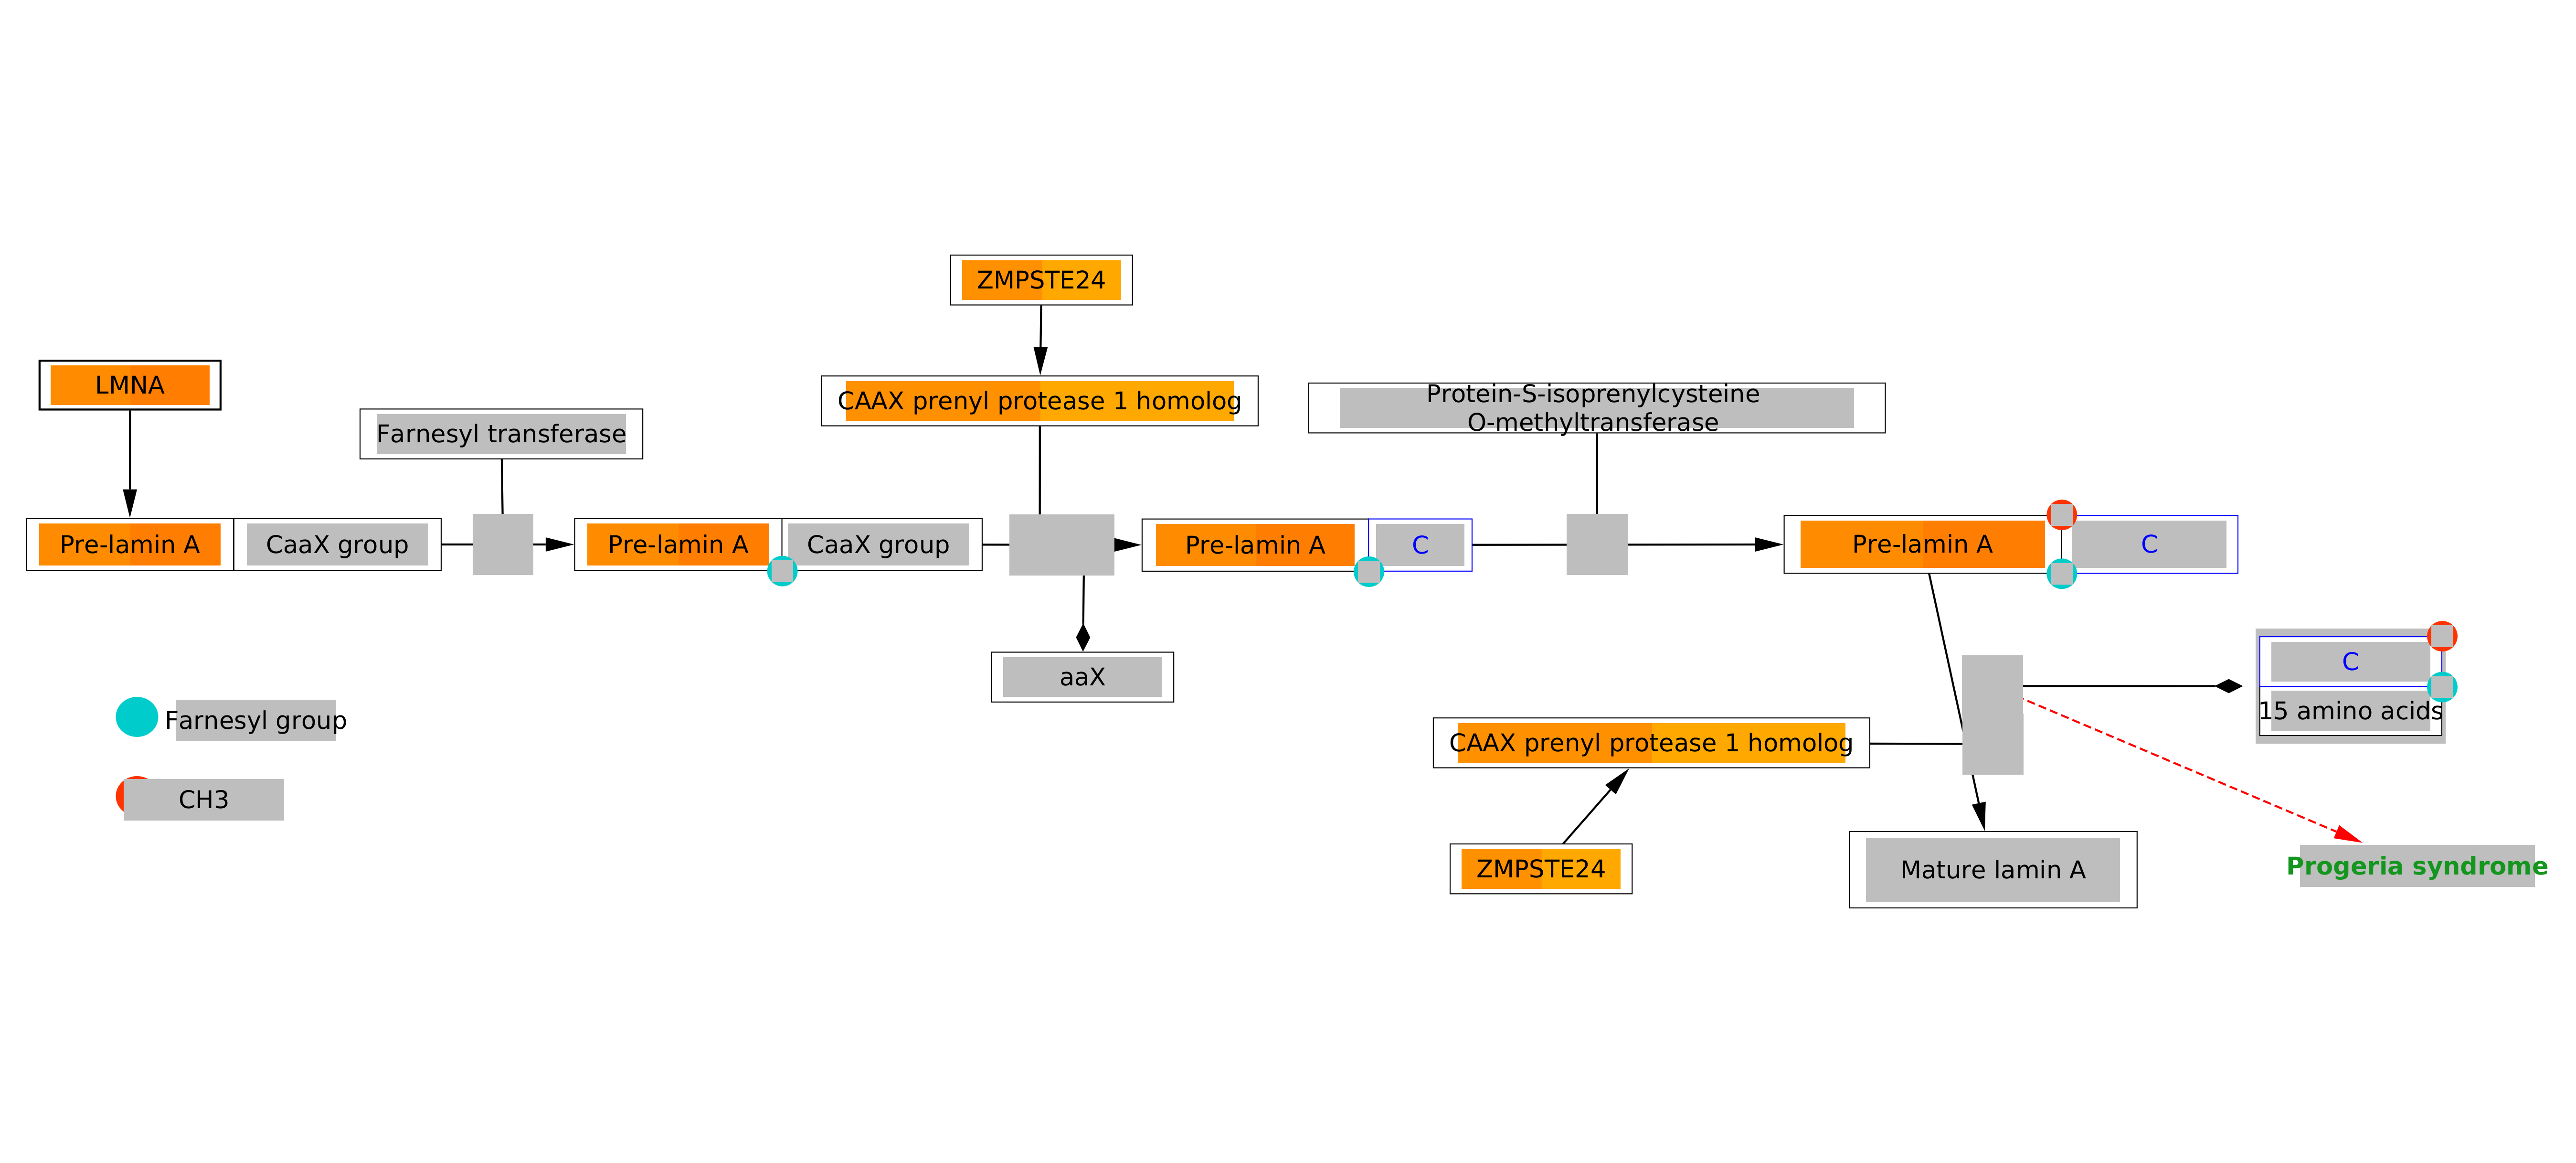 ZMPSTE24
LMNA
CAAX prenyl protease 1 homolog
Protein-S-isoprenylcysteine
O-methyltransferase
Farnesyl transferase
Pre-lamin A
CaaX group
Pre-lamin A
CaaX group
Pre-lamin A
C
Pre-lamin A
C
aaX
C
15 amino acids
Farnesyl group
CAAX prenyl protease 1 homolog
CH3
ZMPSTE24
Mature lamin A
Progeria syndrome